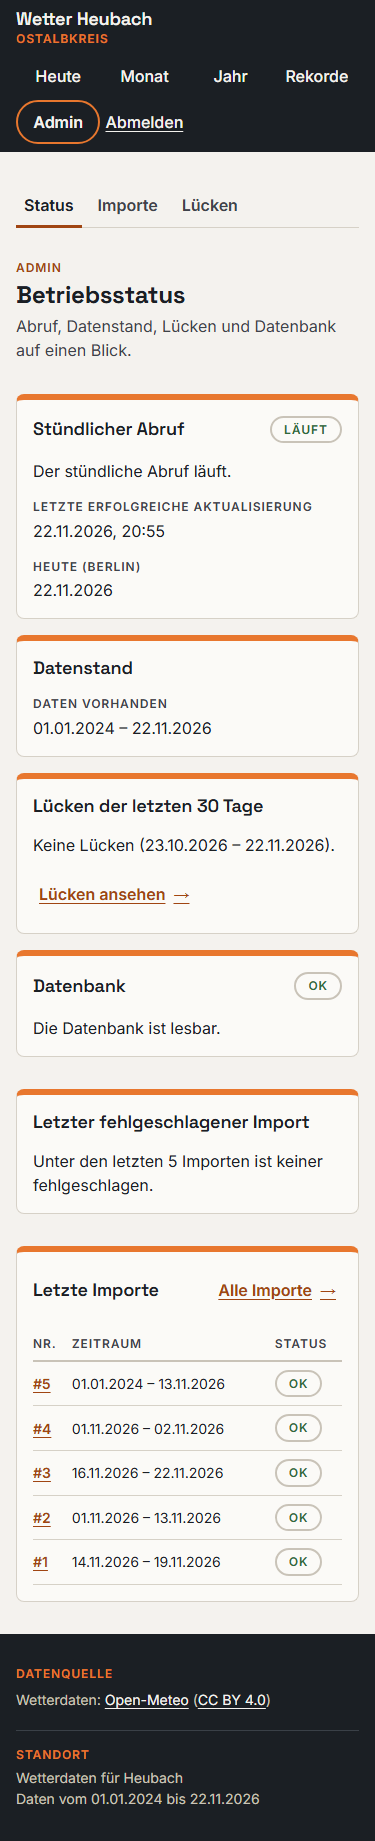 Wetter Heubach
OSTALBKREIS
Heute Monat Jahr Rekorde
Admin Abmelden
Status Importe Lücken
ADMIN
Betriebsstatus
Abruf, Datenstand, Lücken und Datenbank
auf einen Blick.
Stündlicher Abruf LÄUFT
Der stündliche Abruf läuft.
LETZTE ERFOLGREICHE AKTUALISIERUNG
22.11.2026, 20:55
HEUTE (BERLIN)
22.11.2026
Datenstand
DATEN VORHANDEN
01.01.2024 – 22.11.2026
Lücken der letzten 30 Tage
Keine Lücken (23.10.2026 – 22.11.2026).
Lücken ansehen →
Datenbank OK
Die Datenbank ist lesbar.
Letzter fehlgeschlagener Import
Unter den letzten 5 Importen ist keiner
fehlgeschlagen.
Letzte Importe Alle Importe →
NR. ZEITRAUM STATUS
#5 01.01.2024 – 13.11.2026 OK
#4 01.11.2026 – 02.11.2026 OK
#3 16.11.2026 – 22.11.2026 OK
#2 01.11.2026 – 13.11.2026 OK
#1 14.11.2026 – 19.11.2026 OK
DATENQUELLE
Wetterdaten: Open-Meteo (CC BY 4.0)
STANDORT
Wetterdaten für Heubach
Daten vom 01.01.2024 bis 22.11.2026